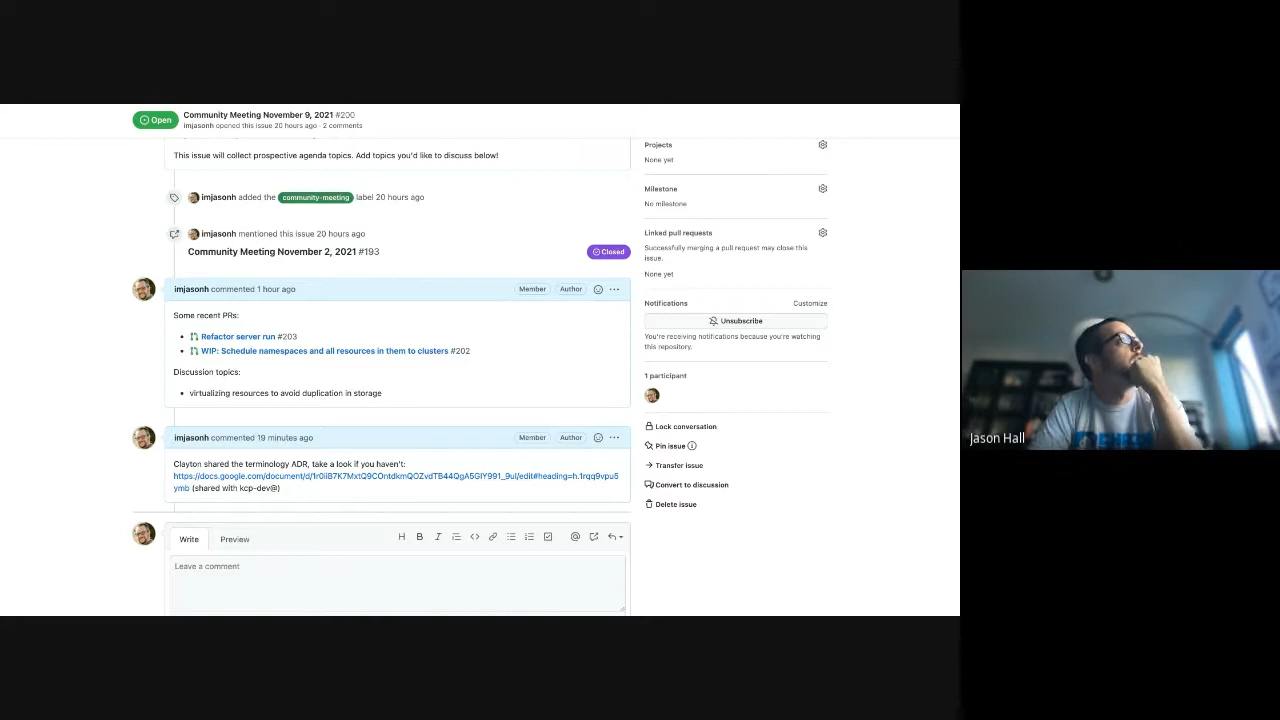 Open
Community Meeting November 9, 2021 #200
imjasonh opened this issue 20 hours ago · 2 comments
This issue will collect prospective agenda topics. Add topics you'd like to discuss below!
imjasonh added the community-meeting label 20 hours ago
imjasonh mentioned this issue 20 hours ago
Community Meeting November 2, 2021 #193
Closed
imjasonh commented 1 hour ago
Member
Author
Some recent PRs:
Refactor server run #203
WIP: Schedule namespaces and all resources in them to clusters #202
Discussion topics:
virtualizing resources to avoid duplication in storage
imjasonh commented 19 minutes ago
Member
Author
Clayton shared the terminology ADR, take a look if you haven't:
ymb (shared with kcp-dev@)
Write
Preview
Leave a comment
Projects
None yet
Milestone
No milestone
Linked pull requests
Successfully merging a pull request may close this
issue.
None yet
Notifications
Customize
Unsubscribe
You're receiving notifications because you're watching
this repository.
1 participant
Lock conversation
Pin issue
Transfer issue
Convert to discussion
Delete issue
Jason Hall